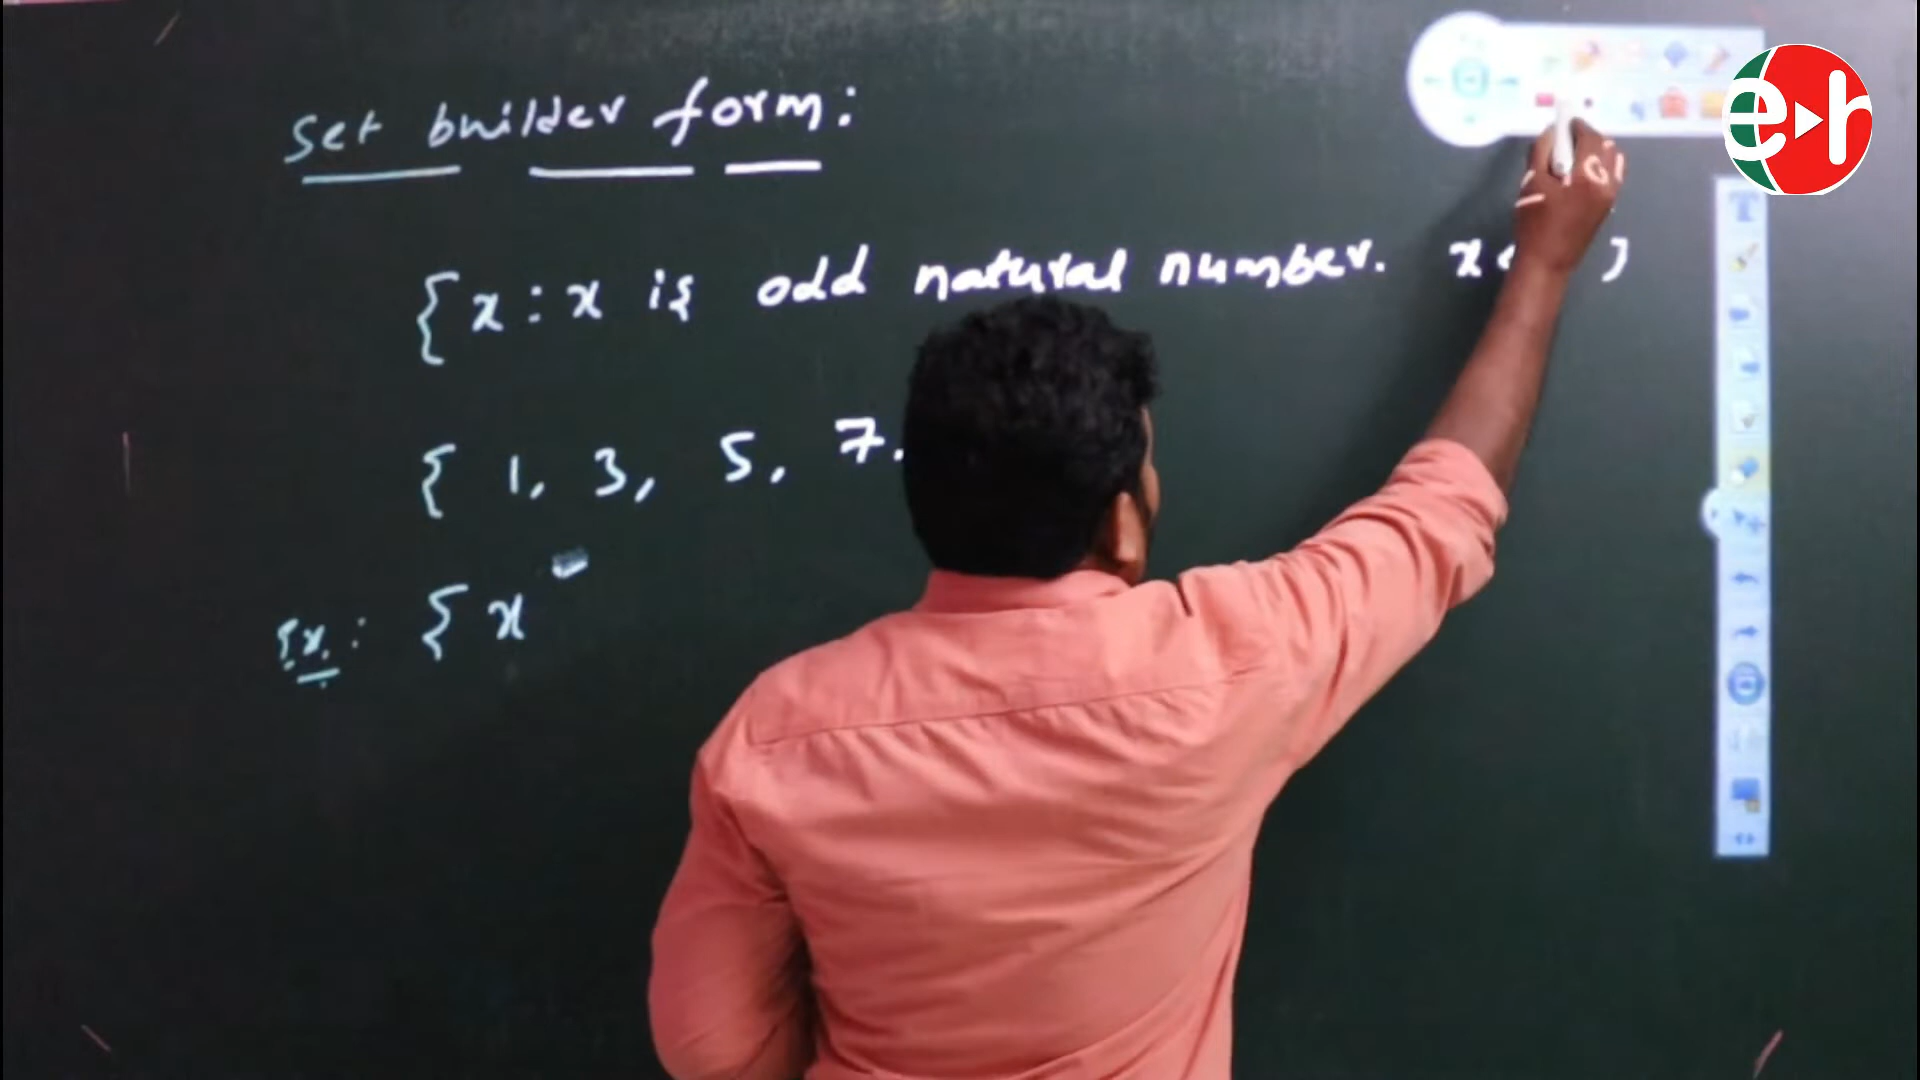 Set builder form:
{x : x is odd natural number. x<
{ 1, 3, 5, 7.
Ex: { x